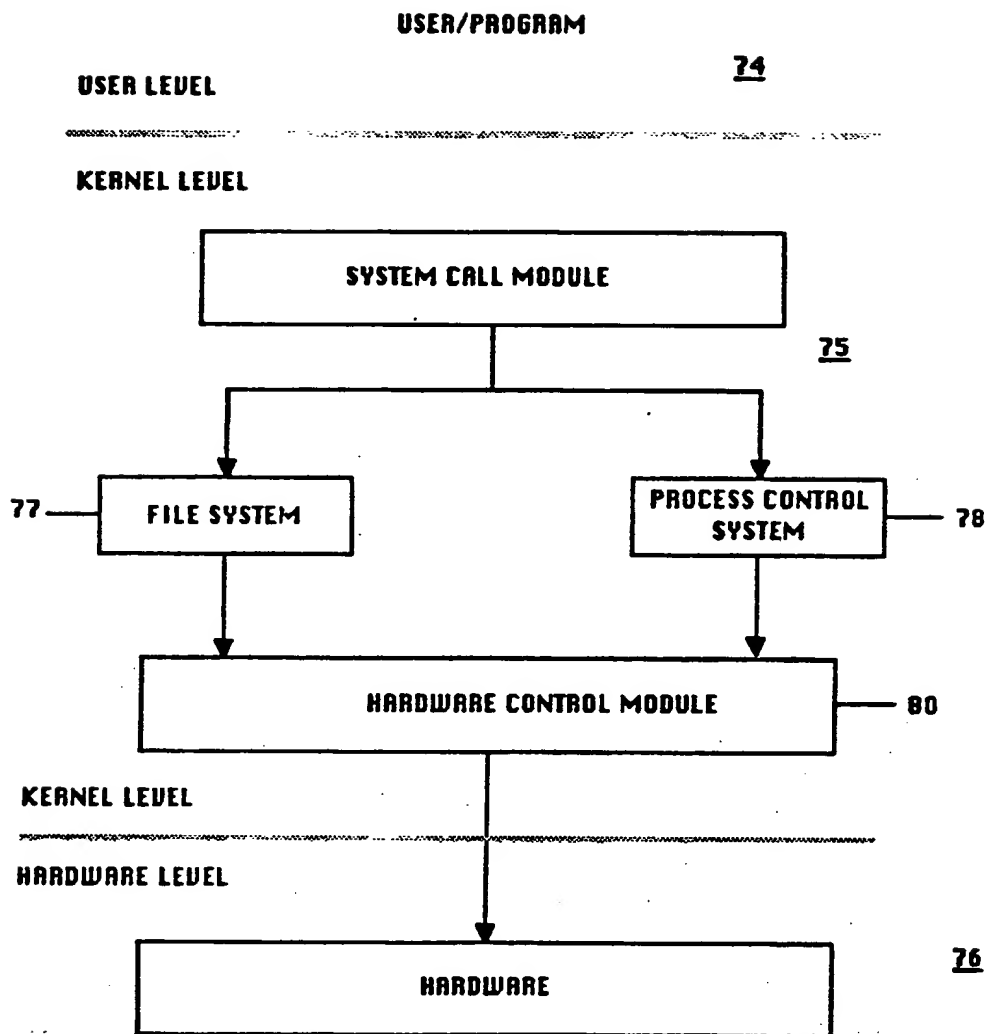 USER/PROGRAM
74
USER LEVEL
KERNEL LEVEL
SYSTEM CALL MODULE
75
77
FILE SYSTEM
PROCESS CONTROL
SYSTEM
78
HARDWARE CONTROL MODULE
80
KERNEL LEVEL
HARDWARE LEVEL
76
HARDWARE